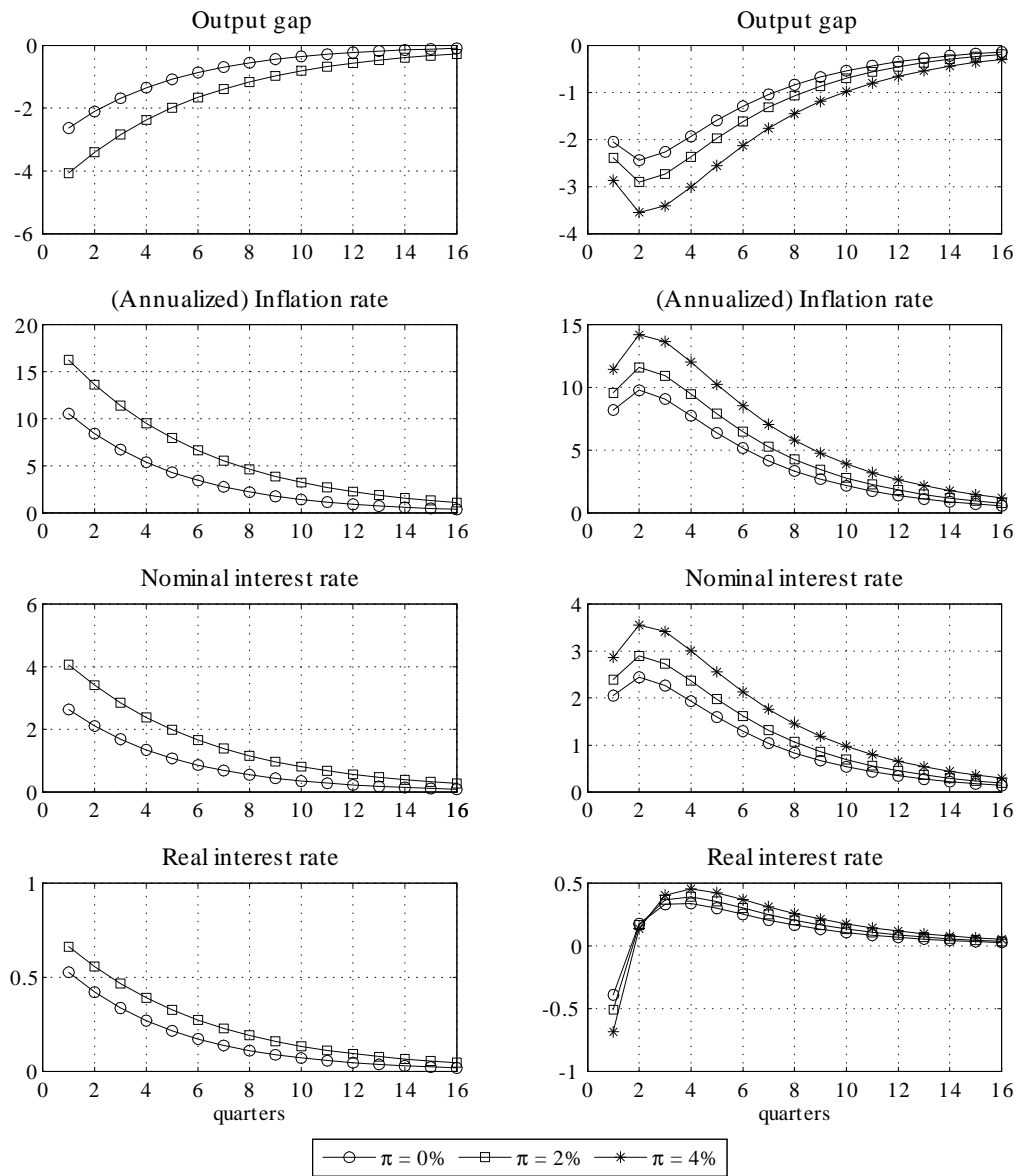 Output gap
0
-2
-4
-6
0 2 4 6 8 10 12 14 16
Output gap
0
-1
-2
-3
-4
0 2 4 6 8 10 12 14 16
(Annualized) Inflation rate
20
15
10
5
0
0 2 4 6 8 10 12 14 16
(Annualized) Inflation rate
15
10
5
0
0 2 4 6 8 10 12 14 16
Nominal interest rate
6
4
2
0
0 2 4 6 8 10 12 14 16
Nominal interest rate
4
3
2
1
0
0 2 4 6 8 10 12 14 16
Real interest rate
1
0.5
0
0 2 4 6 8 10 12 14 16
quarters
Real interest rate
0.5
0
-0.5
-1
0 2 4 6 8 10 12 14 16
quarters
π = 0% π = 2% π = 4%